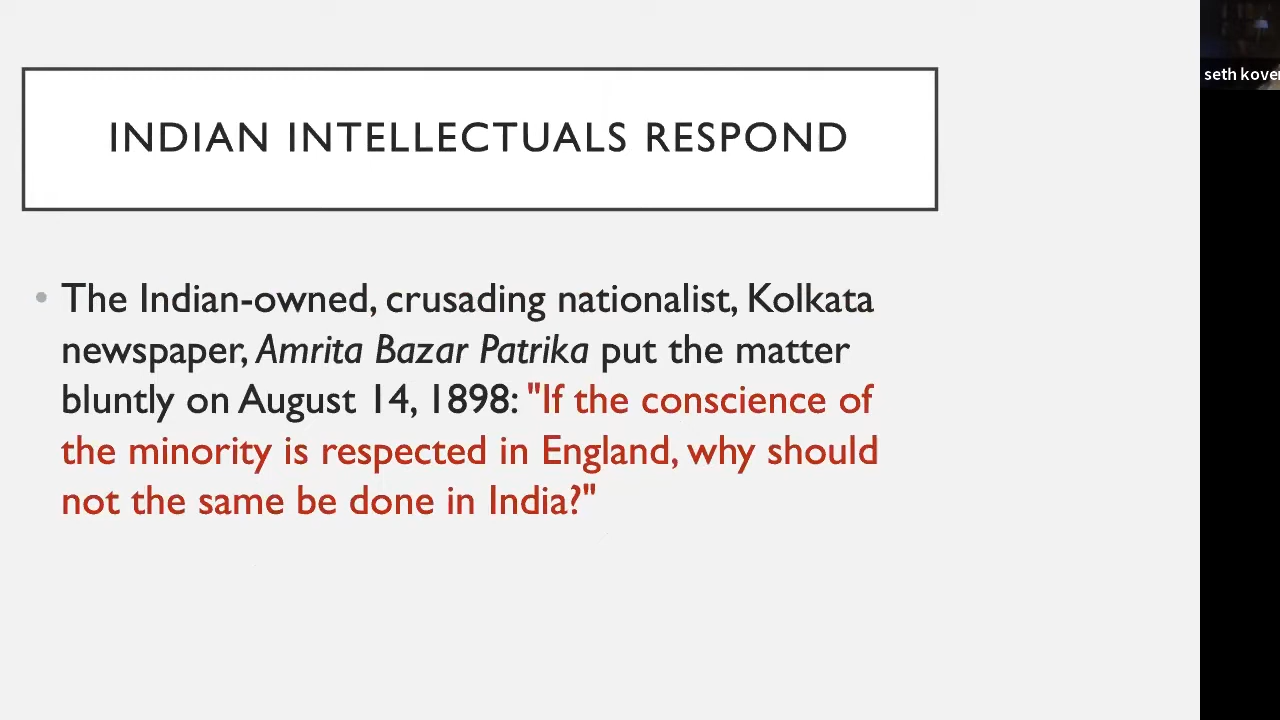 INDIAN INTELLECTUALS RESPOND
• The Indian-owned, crusading nationalist, Kolkata
newspaper, Amrita Bazar Patrika put the matter
bluntly on August 14, 1898: "If the conscience of
the minority is respected in England, why should
not the same be done in India?"
seth kove